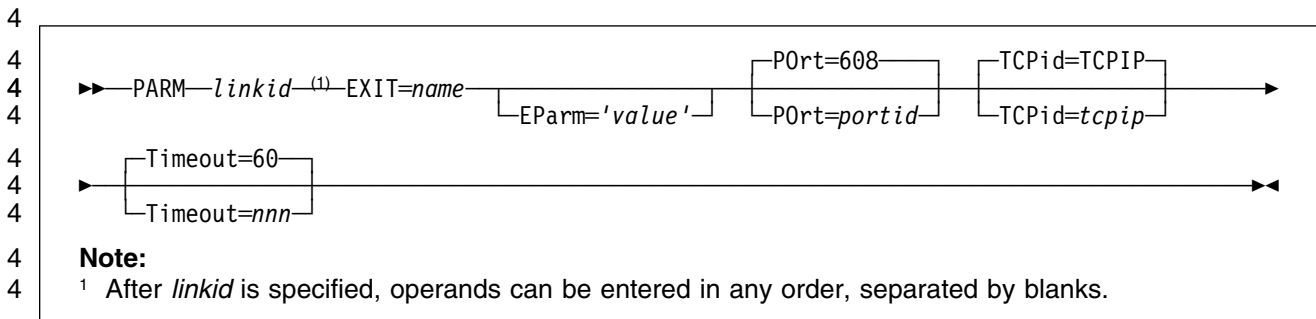 4
4 POrt=608 TCPid=TCPIP
4 PARM linkid (1) EXIT=name
4 EParm='value' POrt=portid TCPid=tcpip
4 Timeout=60
4
4 Timeout=nnn
4 Note:
4 1 After linkid is specified, operands can be entered in any order, separated by blanks.